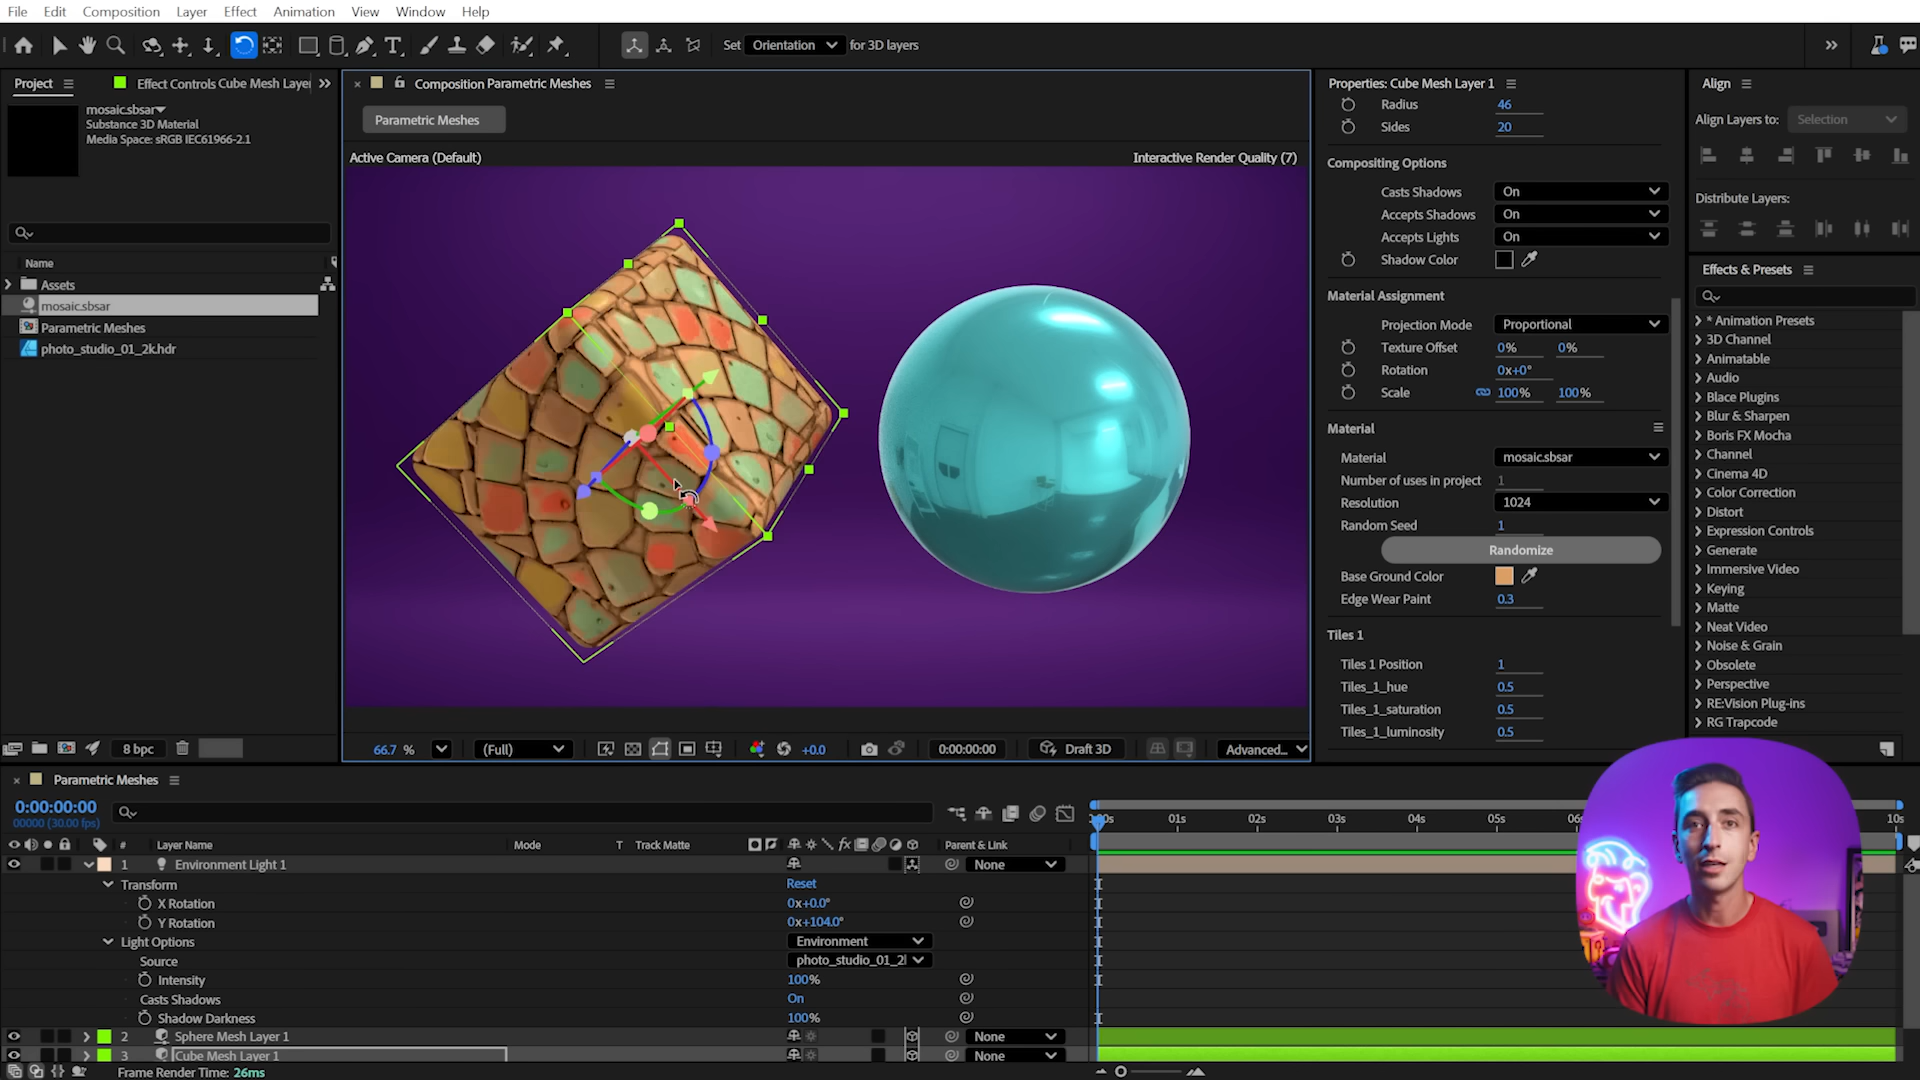 File Edit Composition Layer Effect Animation View Window Help
Set Orientation for 3D layers
Project
Effect Controls Cube Mesh Laye
mosaic.sbsar
Substance 3D Material
Media Space: sRGB IEC61966-2.1
Name
Assets
mosaic.sbsar
Parametric Meshes
photo_studio_01_2k.hdr
8 bpc
Composition Parametric Meshes
Parametric Meshes
Active Camera (Default)
Interactive Render Quality (7)
66.7 %
(Full)
+0.0
0:00:00:00
Draft 3D
Advanced...
Properties: Cube Mesh Layer 1
Radius 46
Sides 20
Compositing Options
Casts Shadows On
Accepts Shadows On
Accepts Lights On
Shadow Color
Material Assignment
Projection Mode Proportional
Texture Offset 0% 0%
Rotation 0x+0°
Scale 100% 100%
Material
Material mosaic.sbsar
Number of uses in project 1
Resolution 1024
Random Seed 1
Randomize
Base Ground Color
Edge Wear Paint 0.3
Tiles 1
Tiles 1 Position 1
Tiles_1_hue 0.5
Tiles_1_saturation 0.5
Tiles_1_luminosity 0.5
Align
Align Layers to: Selection
Distribute Layers:
Effects & Presets
* Animation Presets
3D Channel
Animatable
Audio
Blace Plugins
Blur & Sharpen
Boris FX Mocha
Channel
Cinema 4D
Color Correction
Distort
Expression Controls
Generate
Immersive Video
Keying
Matte
Neat Video
Noise & Grain
Obsolete
Perspective
RE:Vision Plug-ins
RG Trapcode
Parametric Meshes
0:00:00:00
00000 (30.00 fps)
# Layer Name Mode T Track Matte Parent & Link
1 Environment Light 1 None
Transform Reset
X Rotation 0x+0.0°
Y Rotation 0x+104.0°
Light Options Environment
Source photo_studio_01_2
Intensity 100%
Casts Shadows On
Shadow Darkness 100%
2 Sphere Mesh Layer 1 None
3 Cube Mesh Layer 1 None
Frame Render Time: 26ms
01s 02s 03s 04s 05s 10s